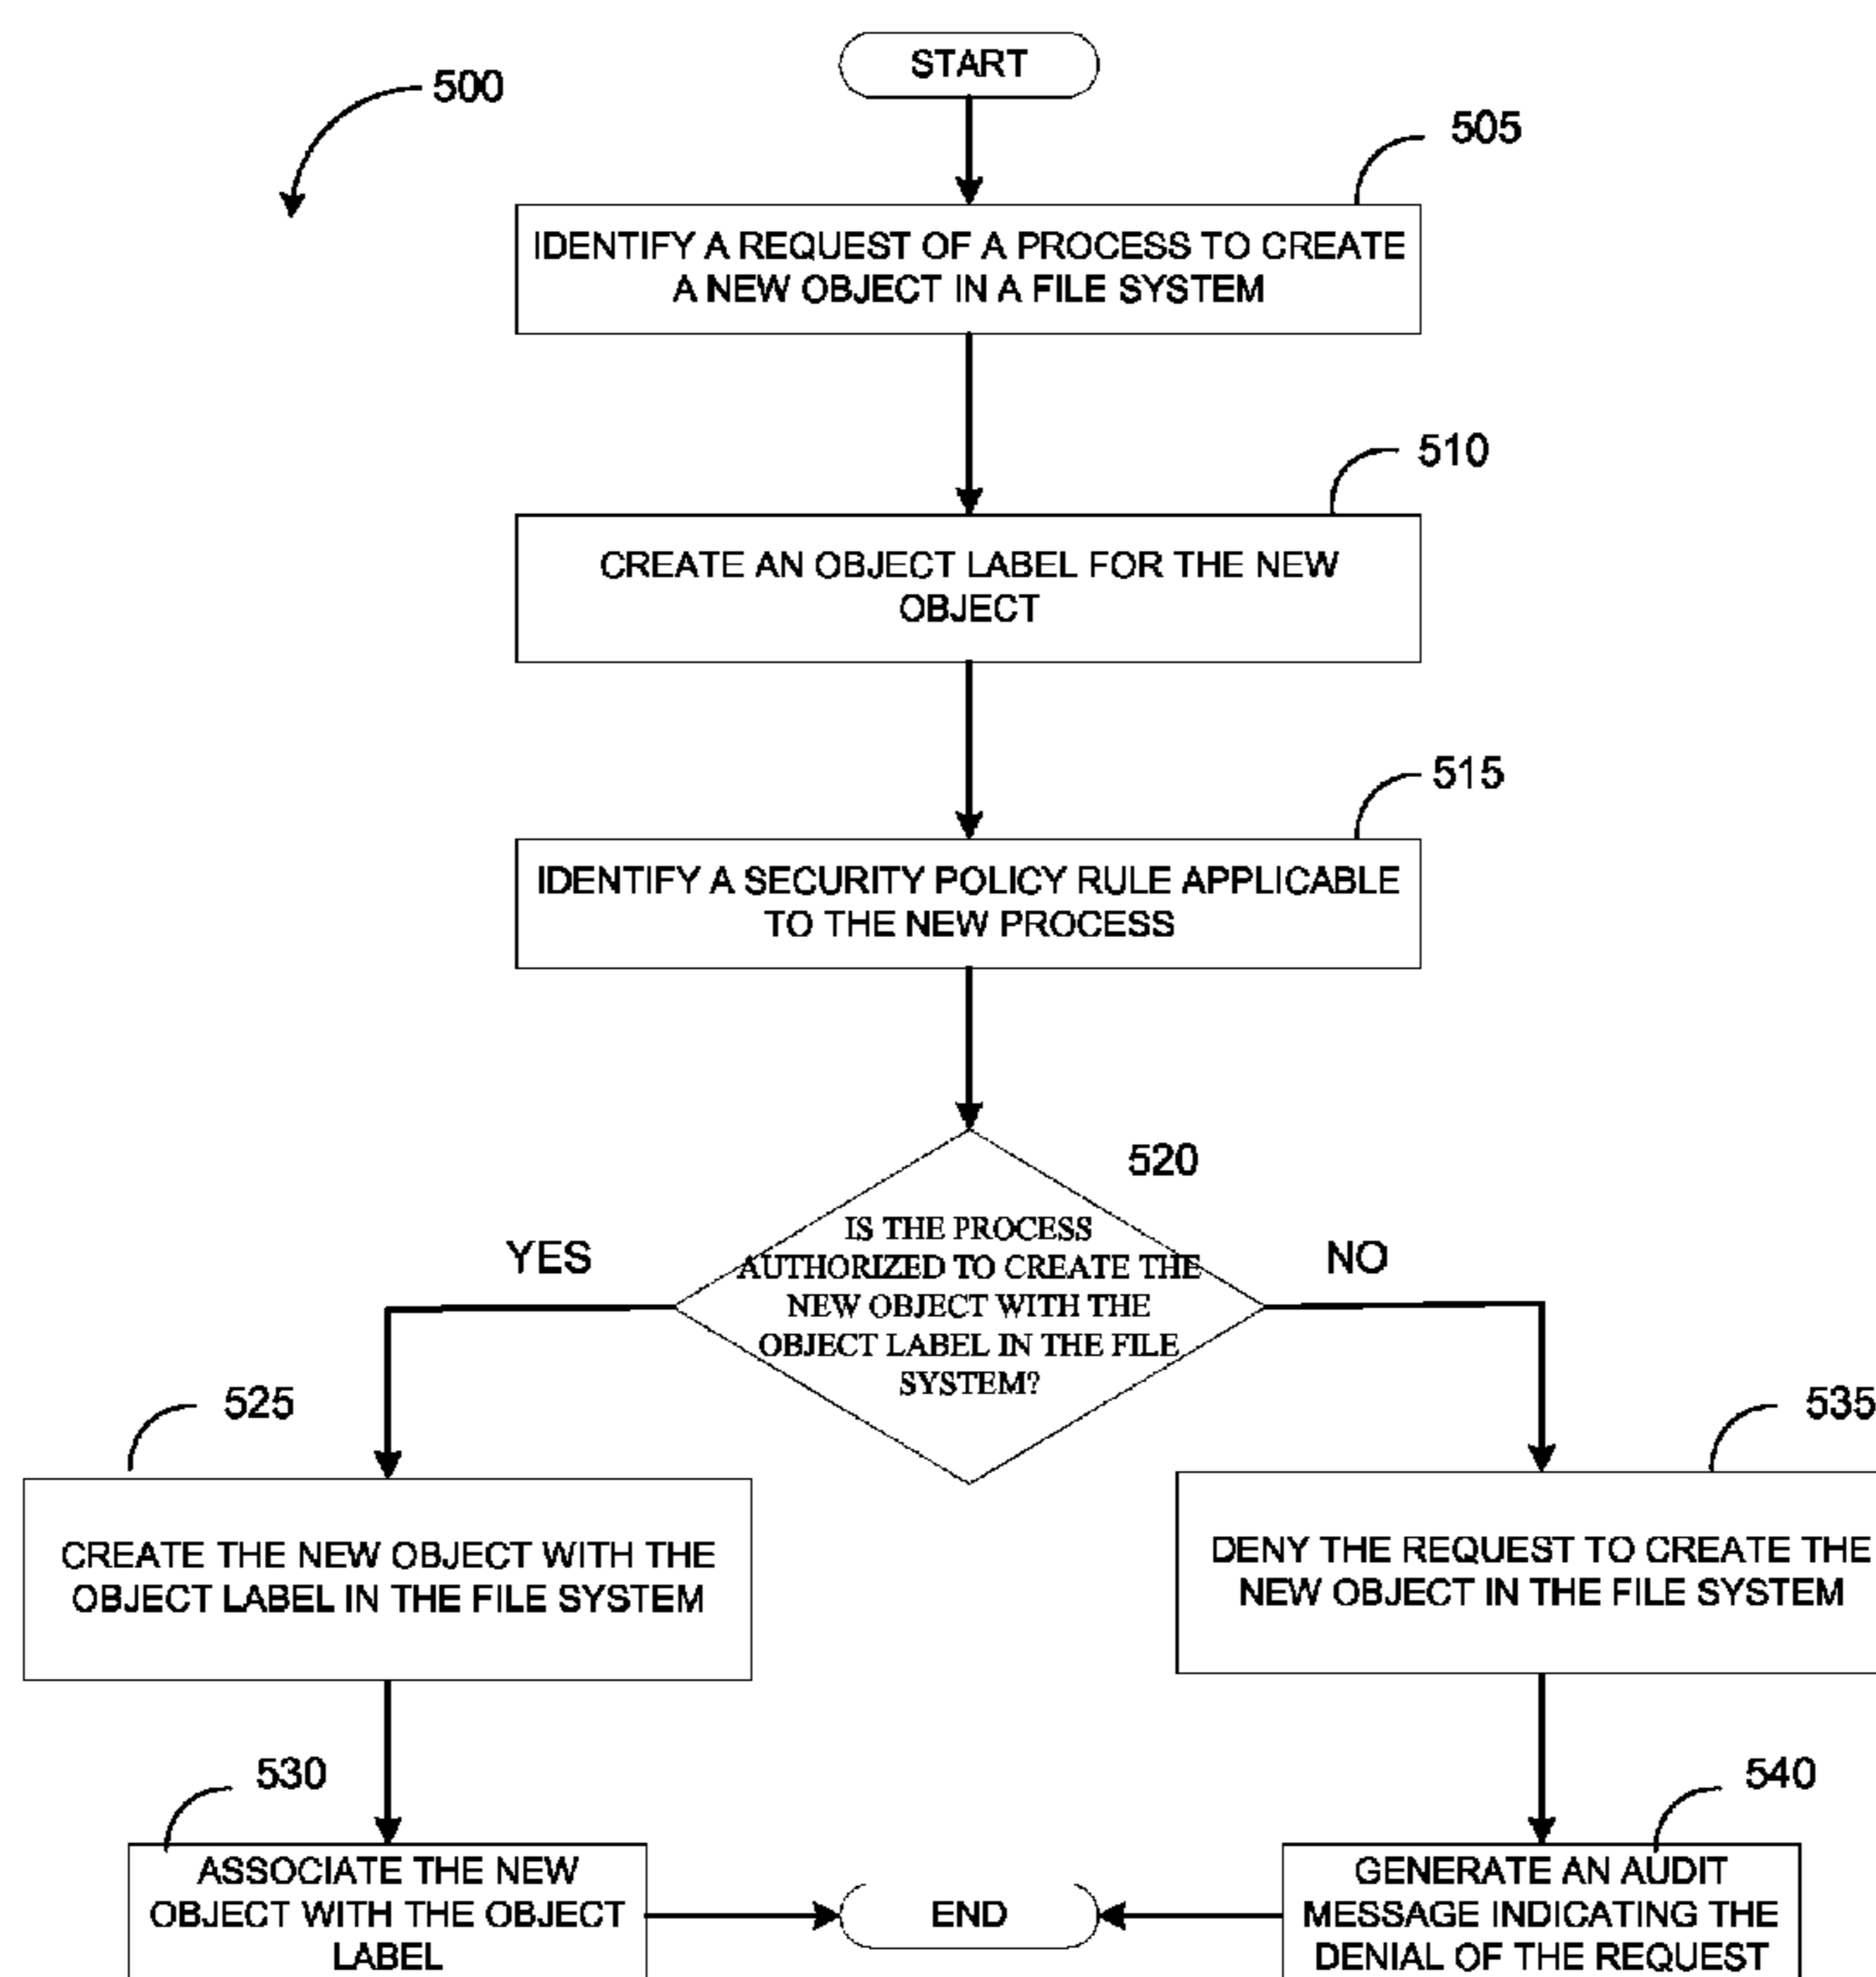 START
500
505
IDENTIFY A REQUEST OF A PROCESS TO CREATE
A NEW OBJECT IN A FILE SYSTEM
510
CREATE AN OBJECT LABEL FOR THE NEW
OBJECT
515
IDENTIFY A SECURITY POLICY RULE APPLICABLE
TO THE NEW PROCESS
520
IS THE PROCESS
AUTHORIZED TO CREATE THE
NEW OBJECT WITH THE
OBJECT LABEL IN THE FILE
SYSTEM?
YES
NO
525
CREATE THE NEW OBJECT WITH THE
OBJECT LABEL IN THE FILE SYSTEM
535
DENY THE REQUEST TO CREATE THE
NEW OBJECT IN THE FILE SYSTEM
530
ASSOCIATE THE NEW
OBJECT WITH THE OBJECT
LABEL
END
540
GENERATE AN AUDIT
MESSAGE INDICATING THE
DENIAL OF THE REQUEST